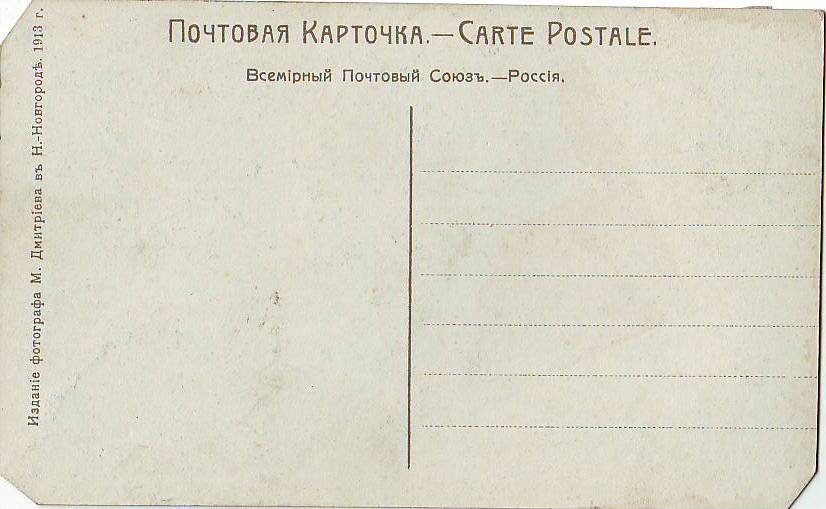 Почтовая Карточка.—Carte Postale.
Всемірный Почтовый Союзъ.—Россія.
Изданіе фотографа М. Дмитріева въ Н.-Новгородѣ. 1913 г.